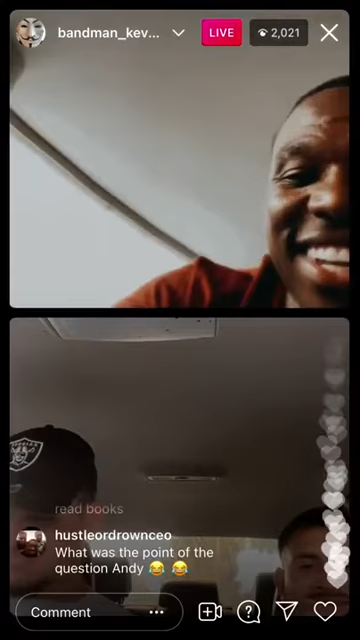 bandman_kev...
LIVE
2,021
read books
hustleordrownceo
What was the point of the
question Andy 😂 😂
Comment